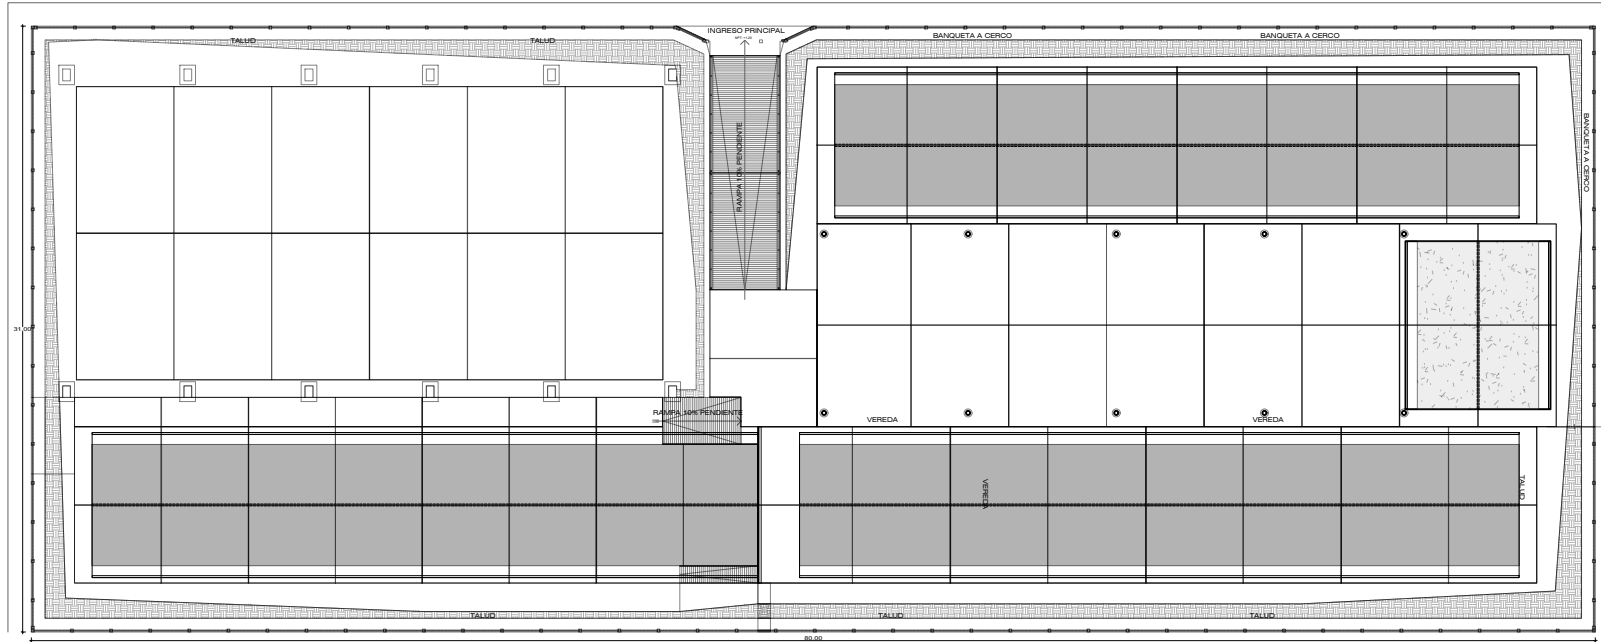 INGRESO PRINCIPAL
BANQUETA A CERCO
BANQUETA A CERCO
TALUD
TALUD
BANQUETA A CERCO
RAMPA 10% PENDIENTE
31.00
RAMPA 10% PENDIENTE
VEREDA
VEREDA
VEREDA
TALUD
TALUD
TALUD
TALUD
80.00